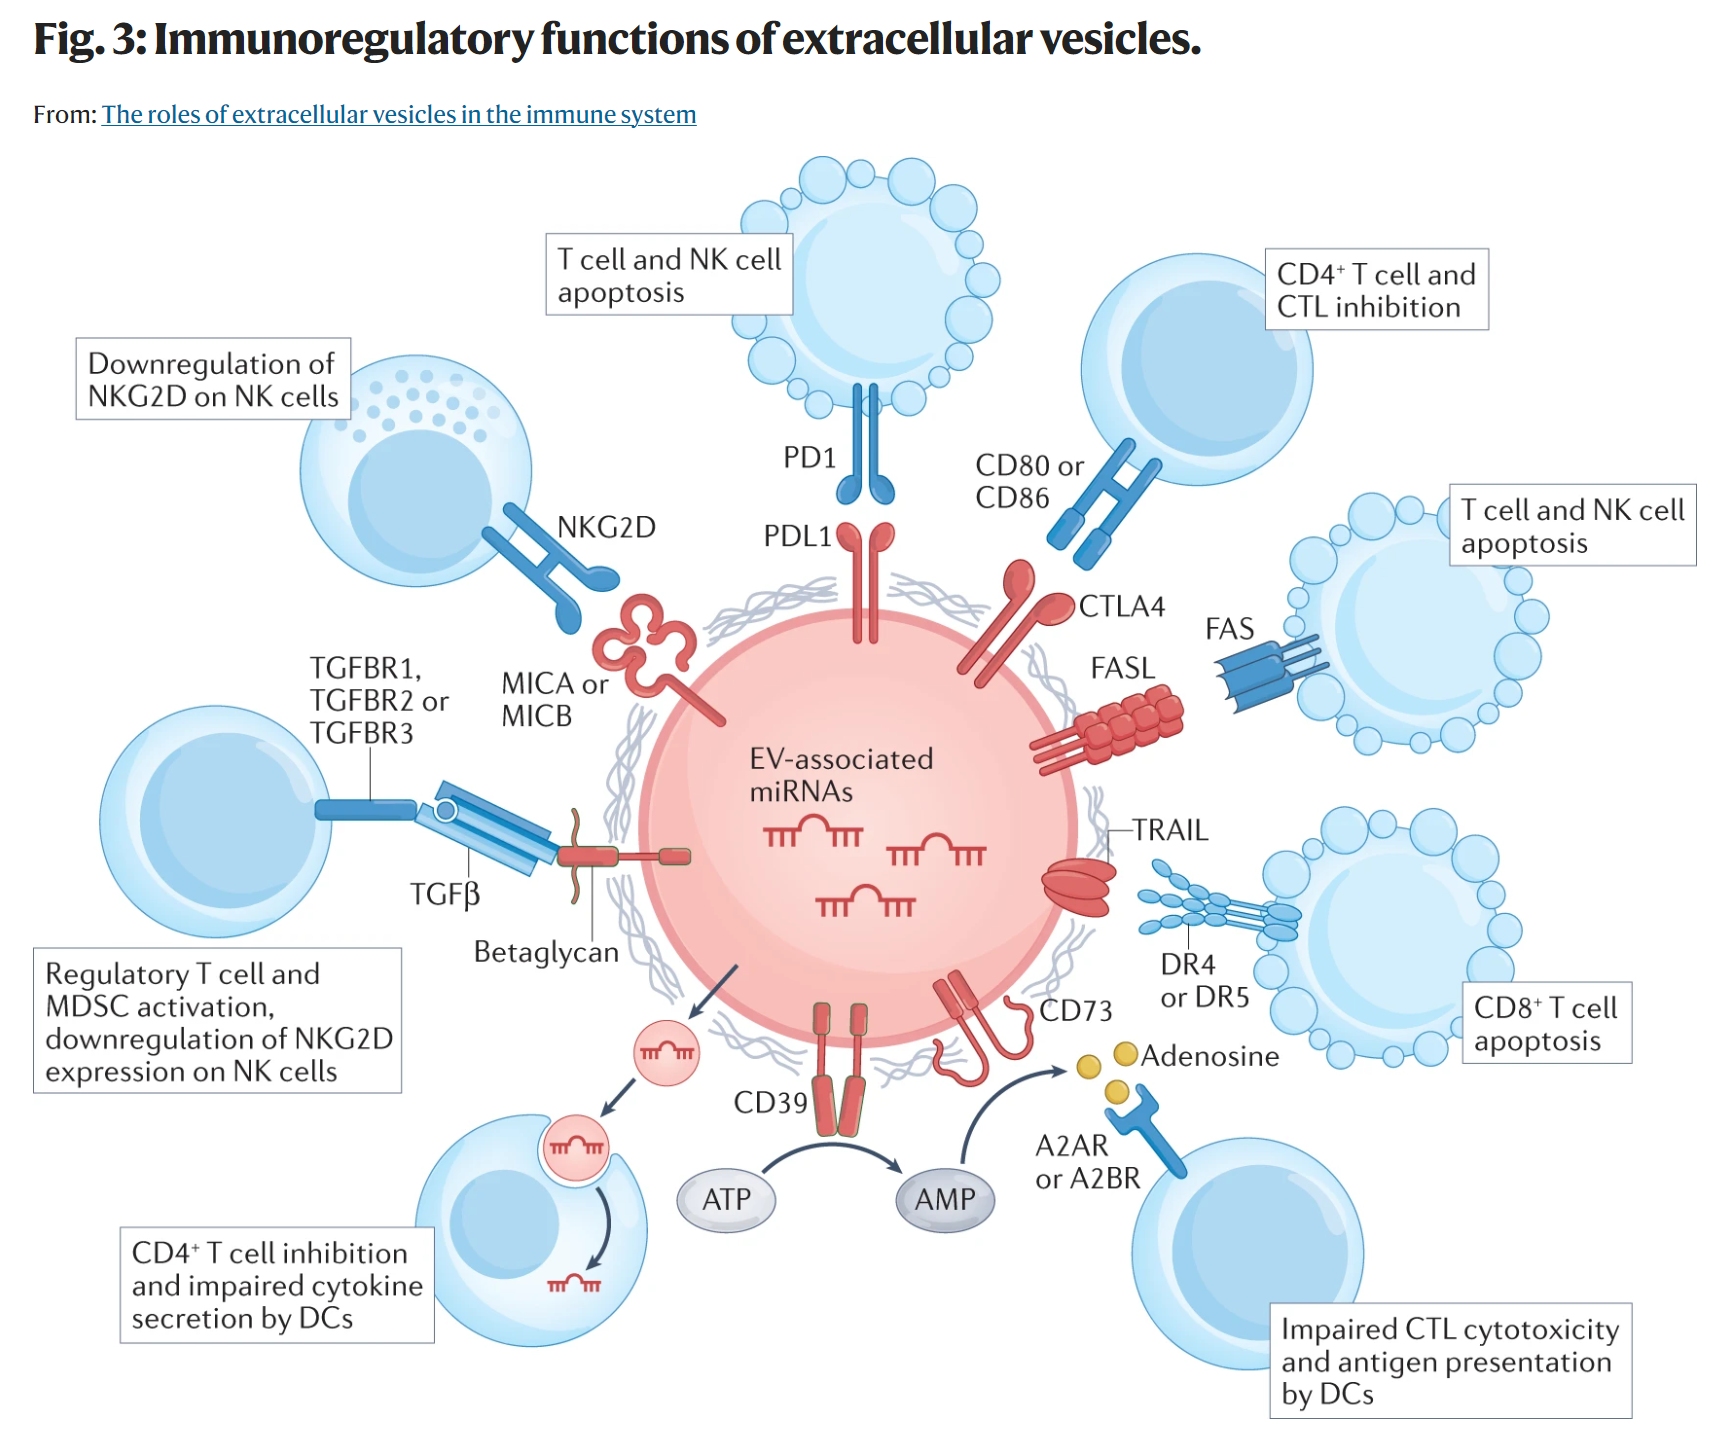 Fig. 3: Immunoregulatory functions of extracellular vesicles.
From: The roles of extracellular vesicles in the immune system
T cell and NK cell
apoptosis
CD4⁺ T cell and
CTL inhibition
Downregulation of
NKG2D on NK cells
PD1
CD80 or
CD86
T cell and NK cell
apoptosis
NKG2D
PDL1
CTLA4
FAS
TGFBR1,
TGFBR2 or
TGFBR3
MICA or
MICB
FASL
EV-associated
miRNAs
TRAIL
TGFβ
Betaglycan
DR4
or DR5
Regulatory T cell and
MDSC activation,
downregulation of NKG2D
expression on NK cells
CD73
CD8⁺ T cell
apoptosis
Adenosine
CD39
A2AR
or A2BR
ATP
AMP
CD4⁺ T cell inhibition
and impaired cytokine
secretion by DCs
Impaired CTL cytotoxicity
and antigen presentation
by DCs